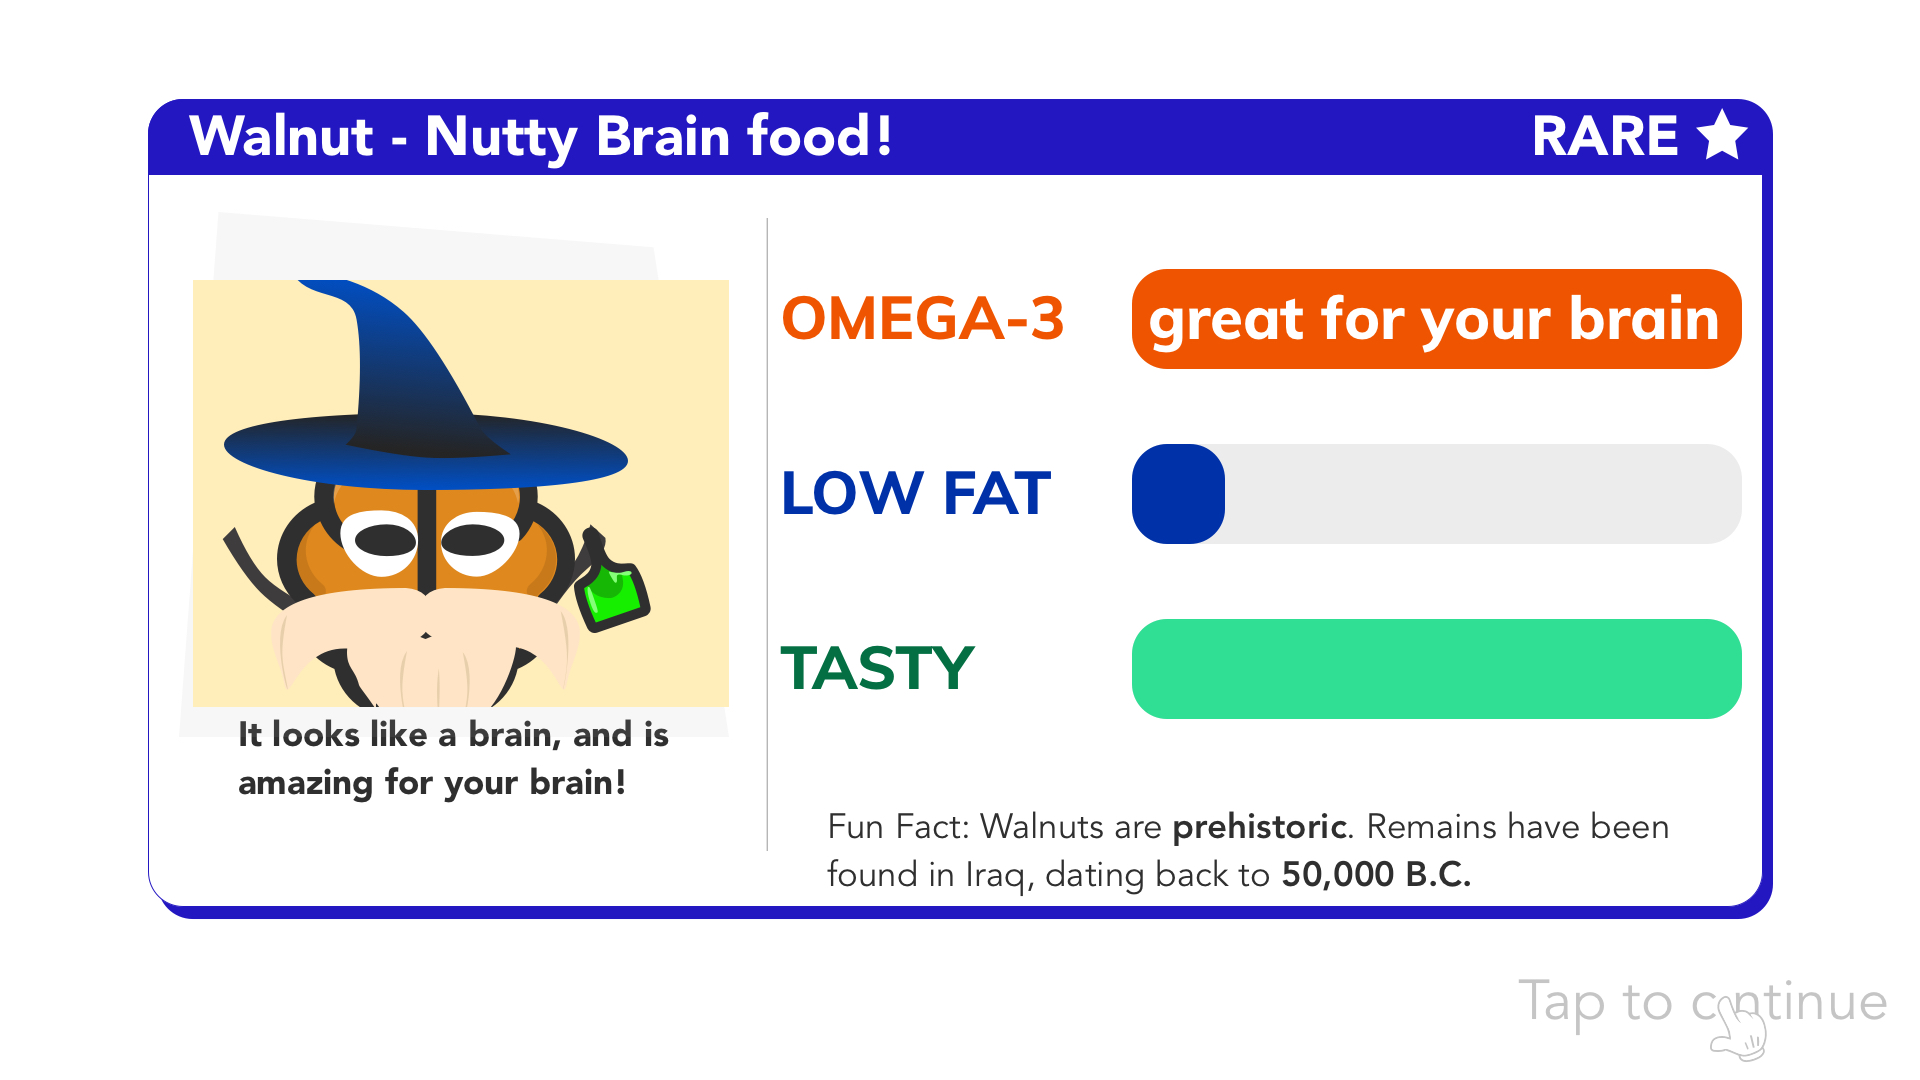 Walnut - Nutty Brain food!
RARE
It looks like a brain, and is
amazing for your brain!
OMEGA-3
great for your brain
LOW FAT
TASTY
Fun Fact: Walnuts are prehistoric. Remains have been
found in Iraq, dating back to 50,000 B.C.
Tap to continue